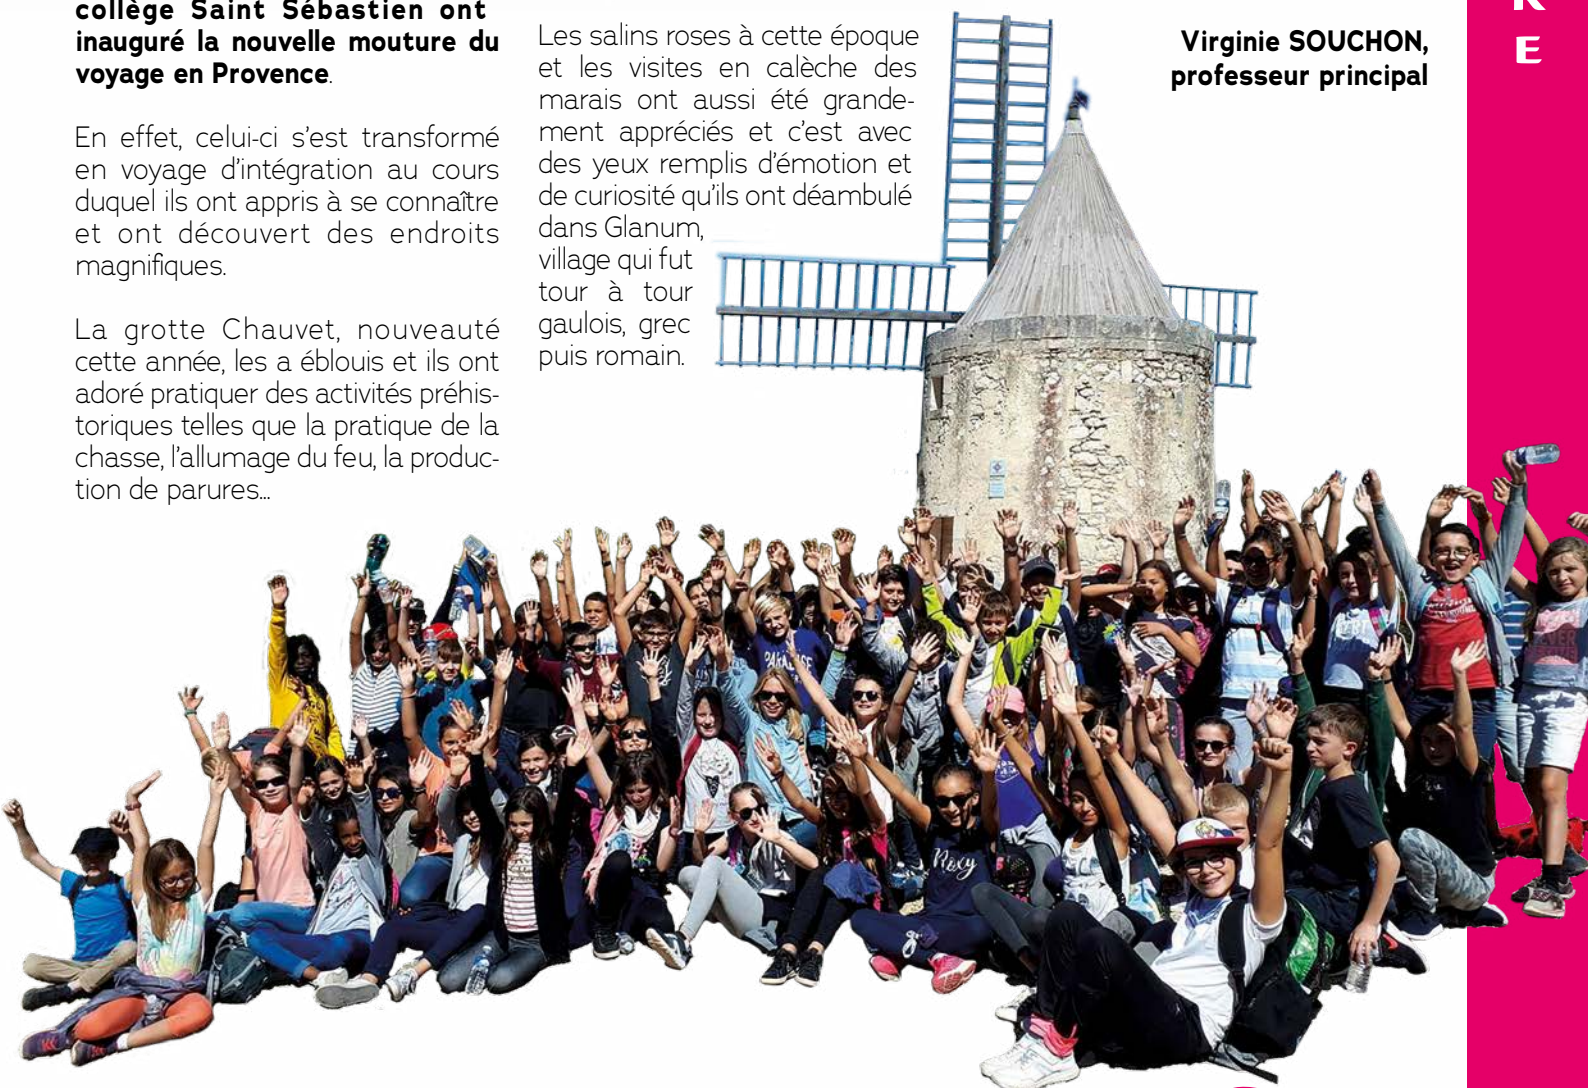 collège Saint Sébastien ont
inauguré la nouvelle mouture du
voyage en Provence.
En effet, celui-ci s'est transformé
en voyage d'intégration au cours
duquel ils ont appris à se connaître
et ont découvert des endroits
magnifiques.
La grotte Chauvet, nouveauté
cette année, les a éblouis et ils ont
adoré pratiquer des activités préhis-
toriques telles que la pratique de la
chasse, l'allumage du feu, la produc-
tion de parures...
Les salins roses à cette époque
et les visites en calèche des
marais ont aussi été grande-
ment appréciés et c'est avec
des yeux remplis d'émotion et
de curiosité qu'ils ont déambulé
dans Glanum,
village qui fut
tour à tour
gaulois, grec
puis romain.
Virginie SOUCHON,
professeur principal
R
E
Roxy